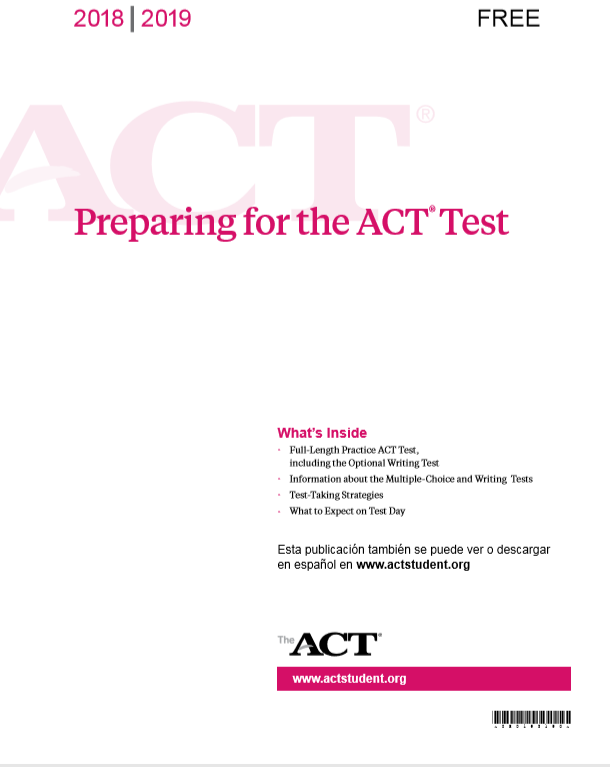 2018 | 2019
FREE
ACT®
Preparing for the ACT® Test
What's Inside
· Full-Length Practice ACT Test,
including the Optional Writing Test
· Information about the Multiple-Choice and Writing Tests
· Test-Taking Strategies
· What to Expect on Test Day
Esta publicación también se puede ver o descargar
en español en www.actstudent.org
The ACT®
www.actstudent.org